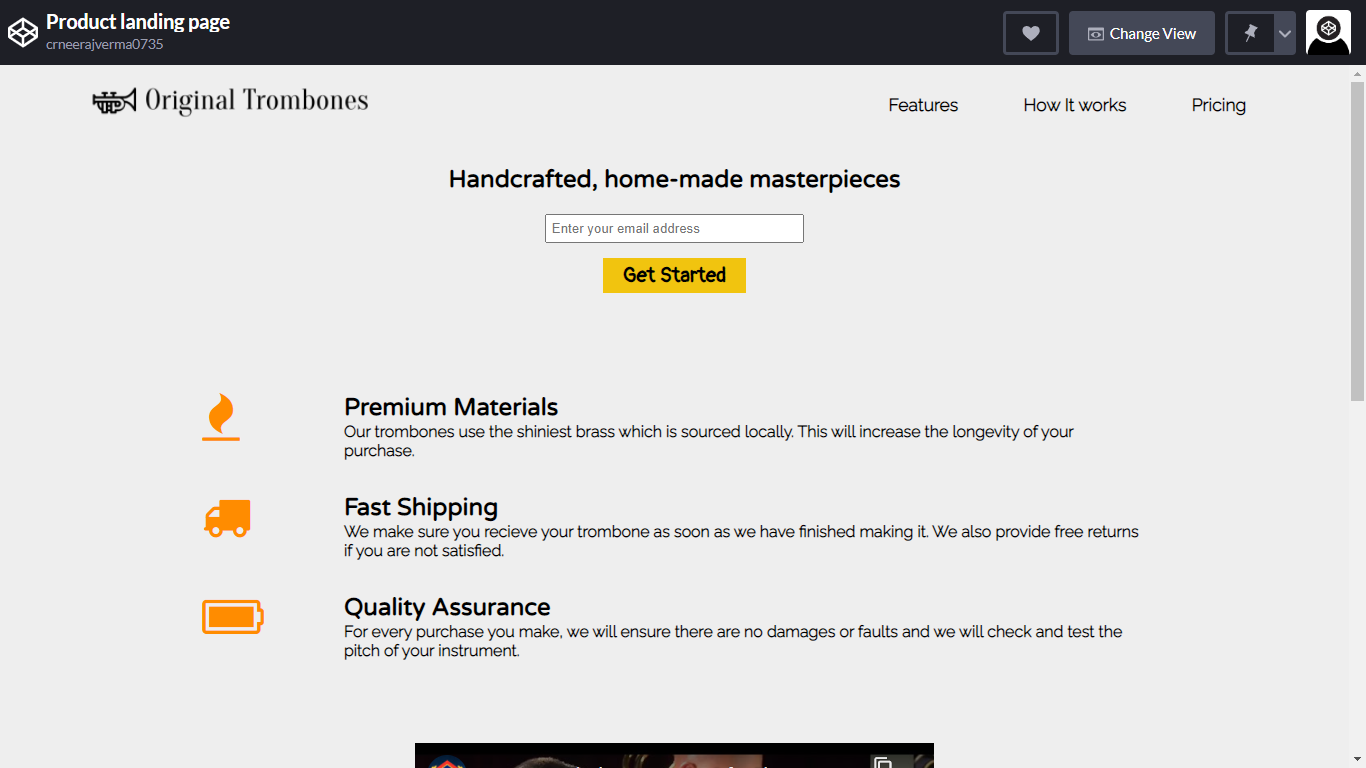 Product landing page
crneerajverma0735
Change View
Original Trombones
Features
How It works
Pricing
Handcrafted, home-made masterpieces
Enter your email address
Get Started
Premium Materials
Our trombones use the shiniest brass which is sourced locally. This will increase the longevity of your
purchase.
Fast Shipping
We make sure you recieve your trombone as soon as we have finished making it. We also provide free returns
if you are not satisfied.
Quality Assurance
For every purchase you make, we will ensure there are no damages or faults and we will check and test the
pitch of your instrument.